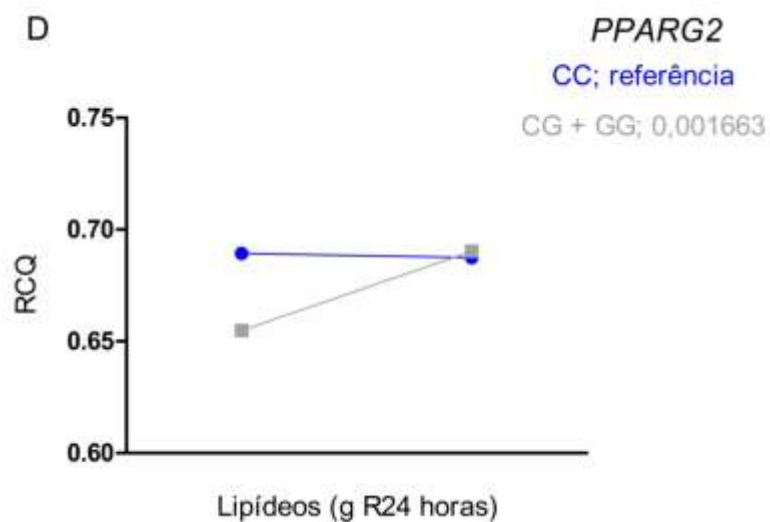 D
PPARG2
CC; referência
CG + GG; 0,001663
0.75
0.70
0.65
0.60
RCQ
Lipídeos (g R24 horas)